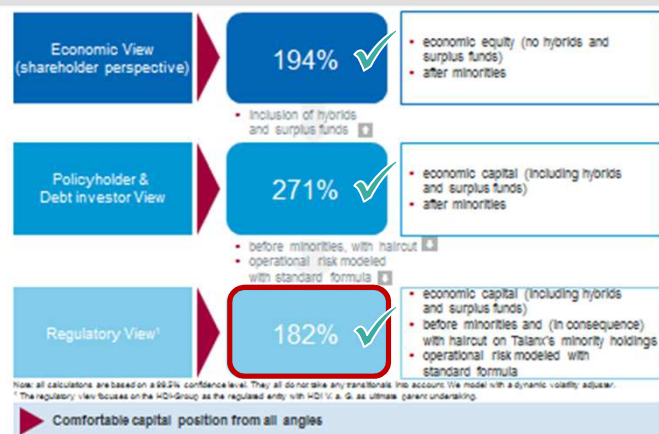 Economic View
(shareholder perspective)
194%
• economic equity (no hybrids and
surplus funds)
• after minorities
• Inclusion of hybrids
and surplus funds
Policyholder &
Debt investor View
271%
• economic capital (including hybrids
and surplus funds)
• after minorities
• before minorities, with haircut
• operational risk modeled
with standard formula
Regulatory View¹
182%
• economic capital (including hybrids
and surplus funds)
• before minorities and (in consequence)
with haircut on Talanx's minority holdings
• operational risk modeled with
standard formula
Note: all calculations are based on a 99.5% confidence level. They all do not take any transitionals into account. We model with a dynamic volatility adjuster.
¹ The regulatory view focuses on the HDI-Group as the regulated entity with HDI V. a. G. as ultimate parent undertaking.
Comfortable capital position from all angles